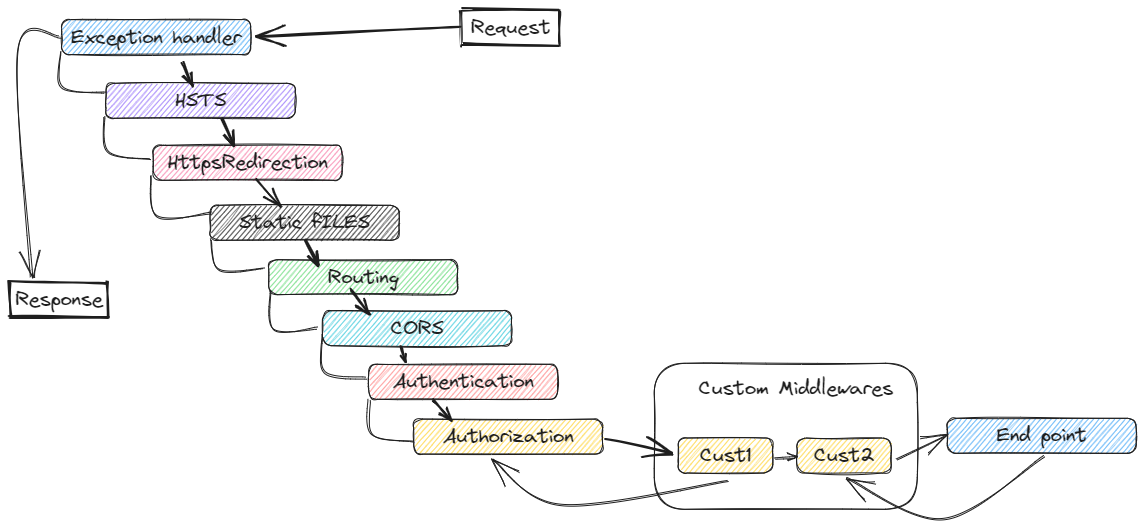 Request
Exception handler
HSTS
HttpsRedirection
Static fILES
Routing
Response
CORS
Authentication
Custom Middlewares
Authorization
Cust1
Cust2
End point